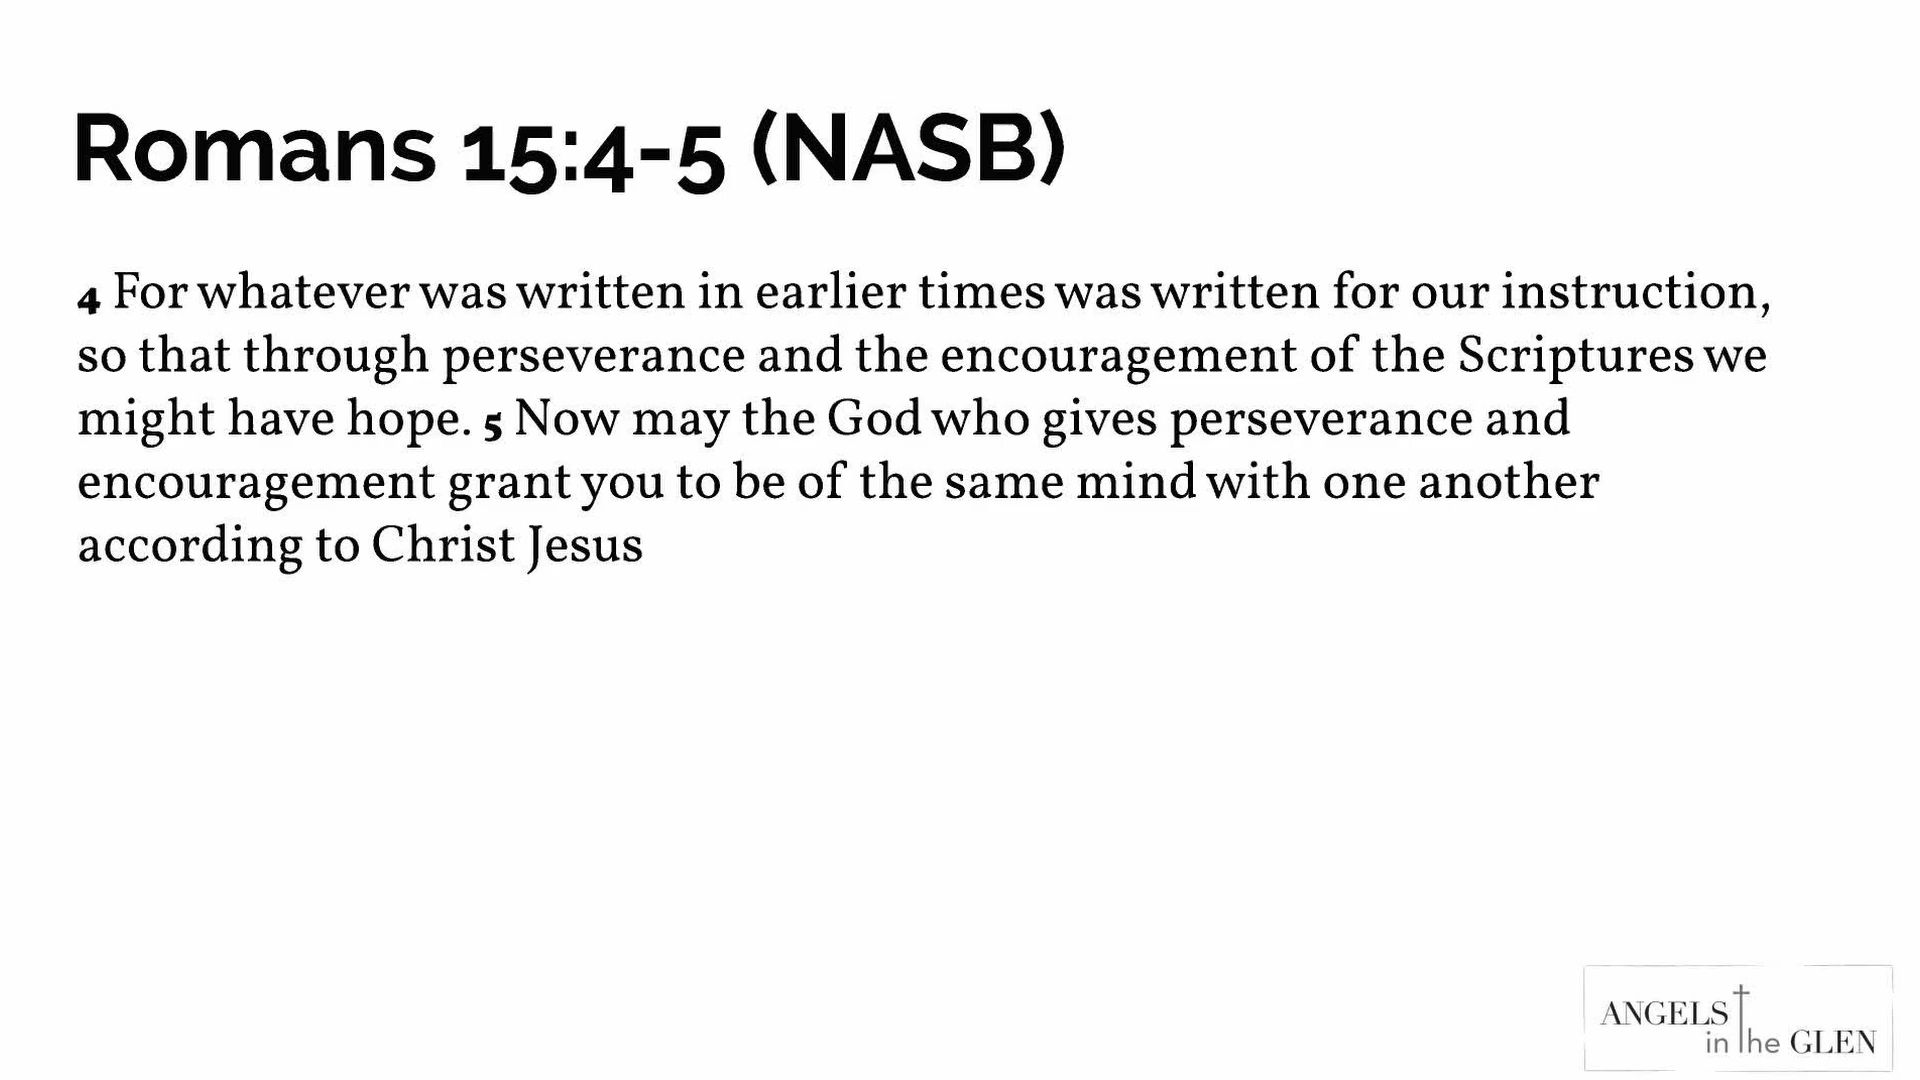 Romans 15:4-5 (NASB)
4 For whatever was written in earlier times was written for our instruction,
so that through perseverance and the encouragement of the Scriptures we
might have hope. 5 Now may the God who gives perseverance and
encouragement grant you to be of the same mind with one another
according to Christ Jesus
ANGELS
in the GLEN